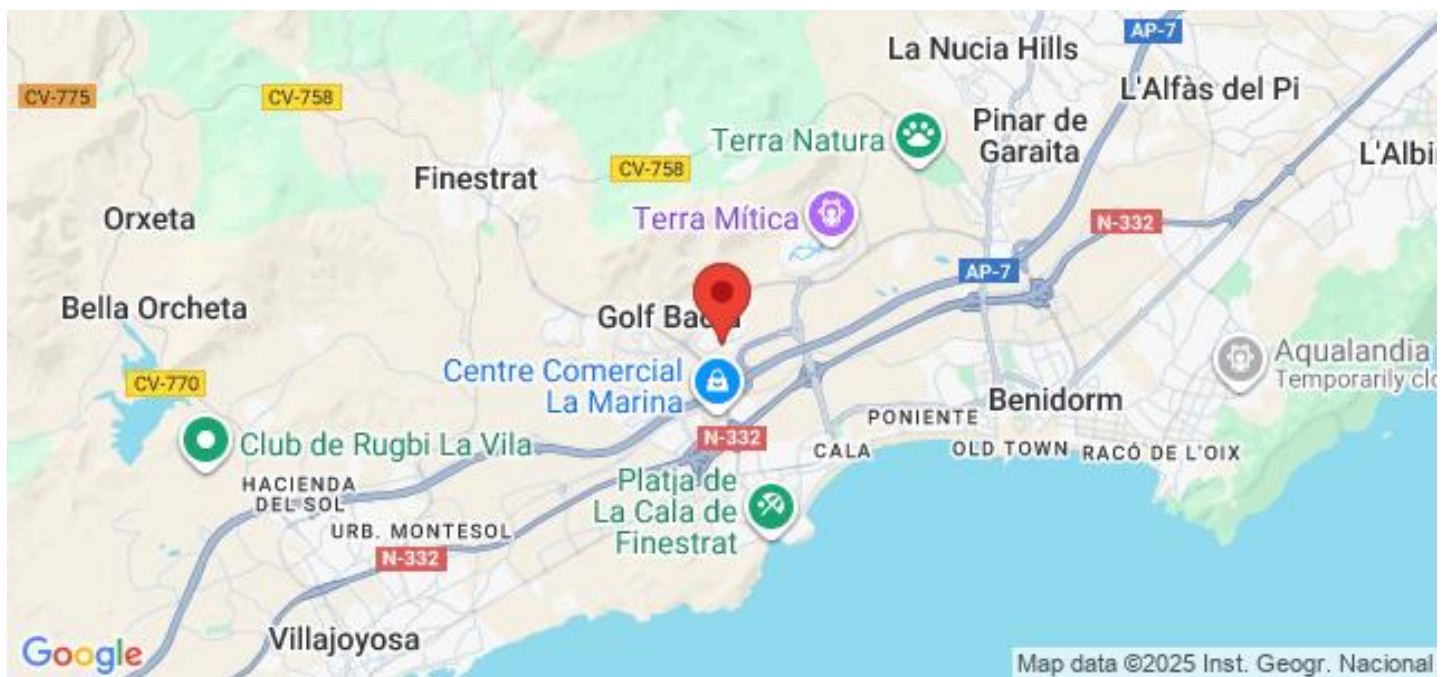 AP-7
La Nucia Hills
L'Alfàs del Pi
CV-775
CV-758
Terra Natura
Pinar de
Garaita
L'Albi
Finestrat
CV-758
Orxeta
Terra Mítica
N-332
AP-7
Bella Orcheta
Golf
Centre Comercial
La Marina
Aqualandia
Temporarily clo
CV-770
Benidorm
PONIENTE
N-332
Club de Rugbi La Vila
CALA
OLD TOWN
RACÓ DE L'OIX
HACIENDA
DEL SOL
Platja de
La Cala de
Finestrat
URB. MONTESOL
N-332
Villajoyosa
Google
Map data ©2025 Inst. Geogr. Nacional